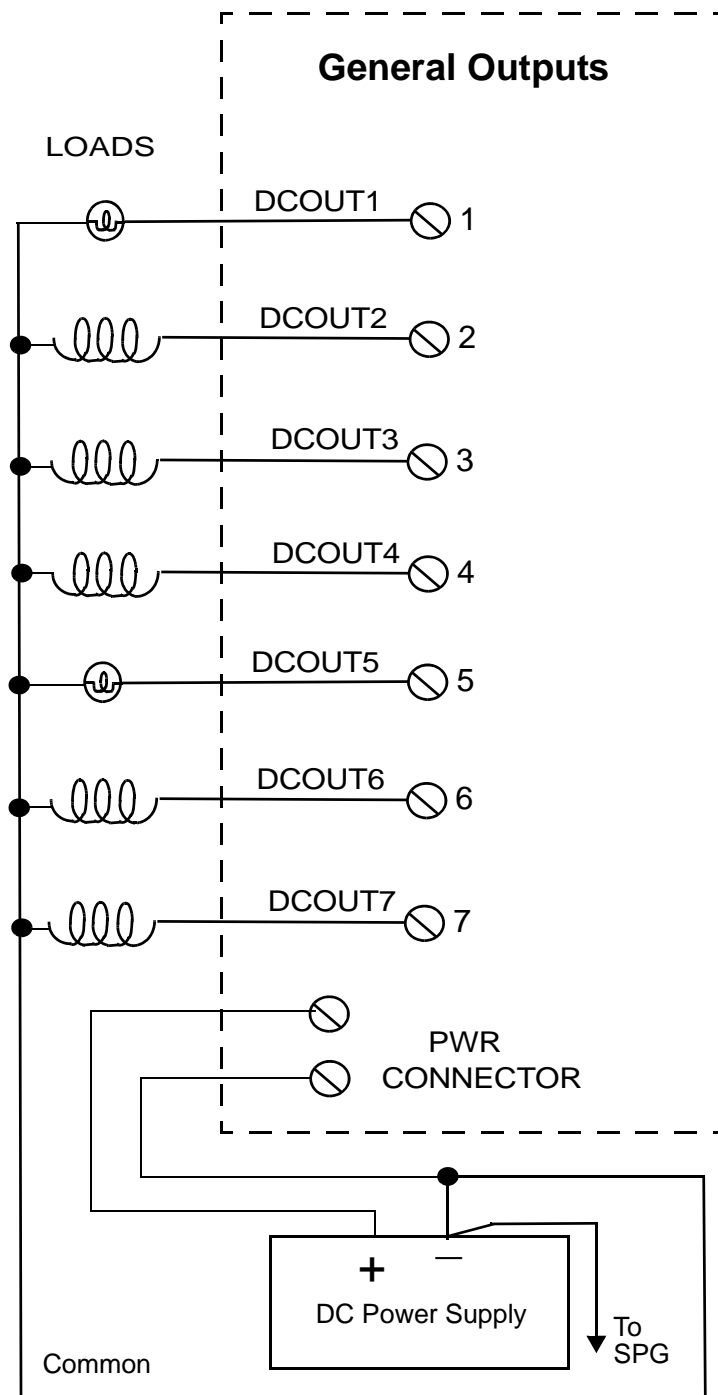 General Outputs
LOADS
DCOUT1 1
DCOUT2 2
DCOUT3 3
DCOUT4 4
DCOUT5 5
DCOUT6 6
DCOUT7 7
PWR
CONNECTOR
+ _
DC Power Supply
To
SPG
Common